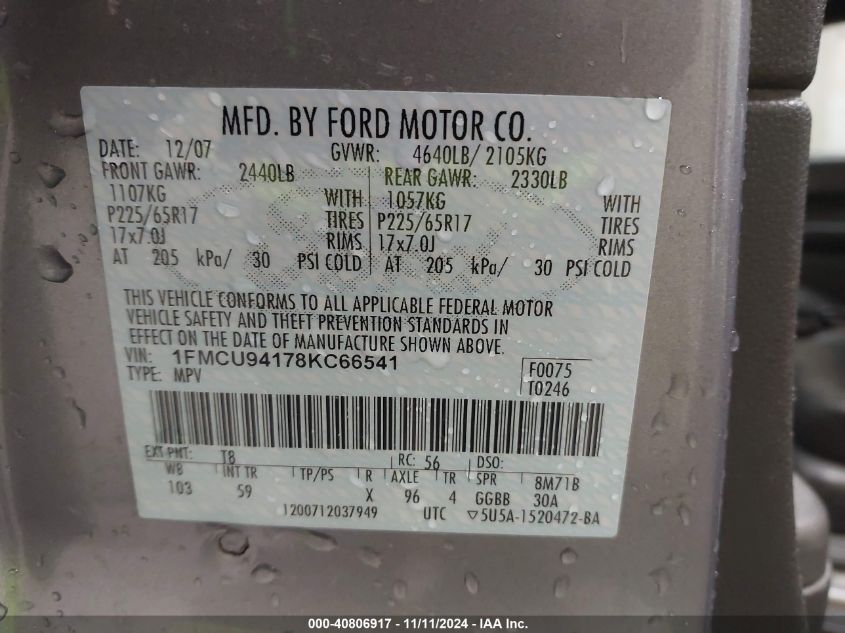 MFD. BY FORD MOTOR CO.
DATE: 12/07 GVWR: 4640LB/ 2105KG
FRONT GAWR: 2440LB REAR GAWR: 2330LB
1107KG WITH 1057KG WITH
P225/65R17 TIRES P225/65R17 TIRES
17x7.0J RIMS 17x7.0J RIMS
AT 205 kPa/ 30 PSI COLD AT 205 kPa/ 30 PSI COLD
THIS VEHICLE CONFORMS TO ALL APPLICABLE FEDERAL MOTOR
VEHICLE SAFETY AND THEFT PREVENTION STANDARDS IN
EFFECT ON THE DATE OF MANUFACTURE SHOWN ABOVE.
VIN: 1FMCU94178KC66541 F0075
TYPE: MPV T0246
EXT PNT: T8 RC: 56 DSO:
WB INT TR TP/PS R AXLE TR SPR 8M71B
103 59 X 96 4 GGBB 30A
1200712037949 UTC ▽5U5A-1520472-BA
000-40806917 - 11/11/2024 - IAA Inc.